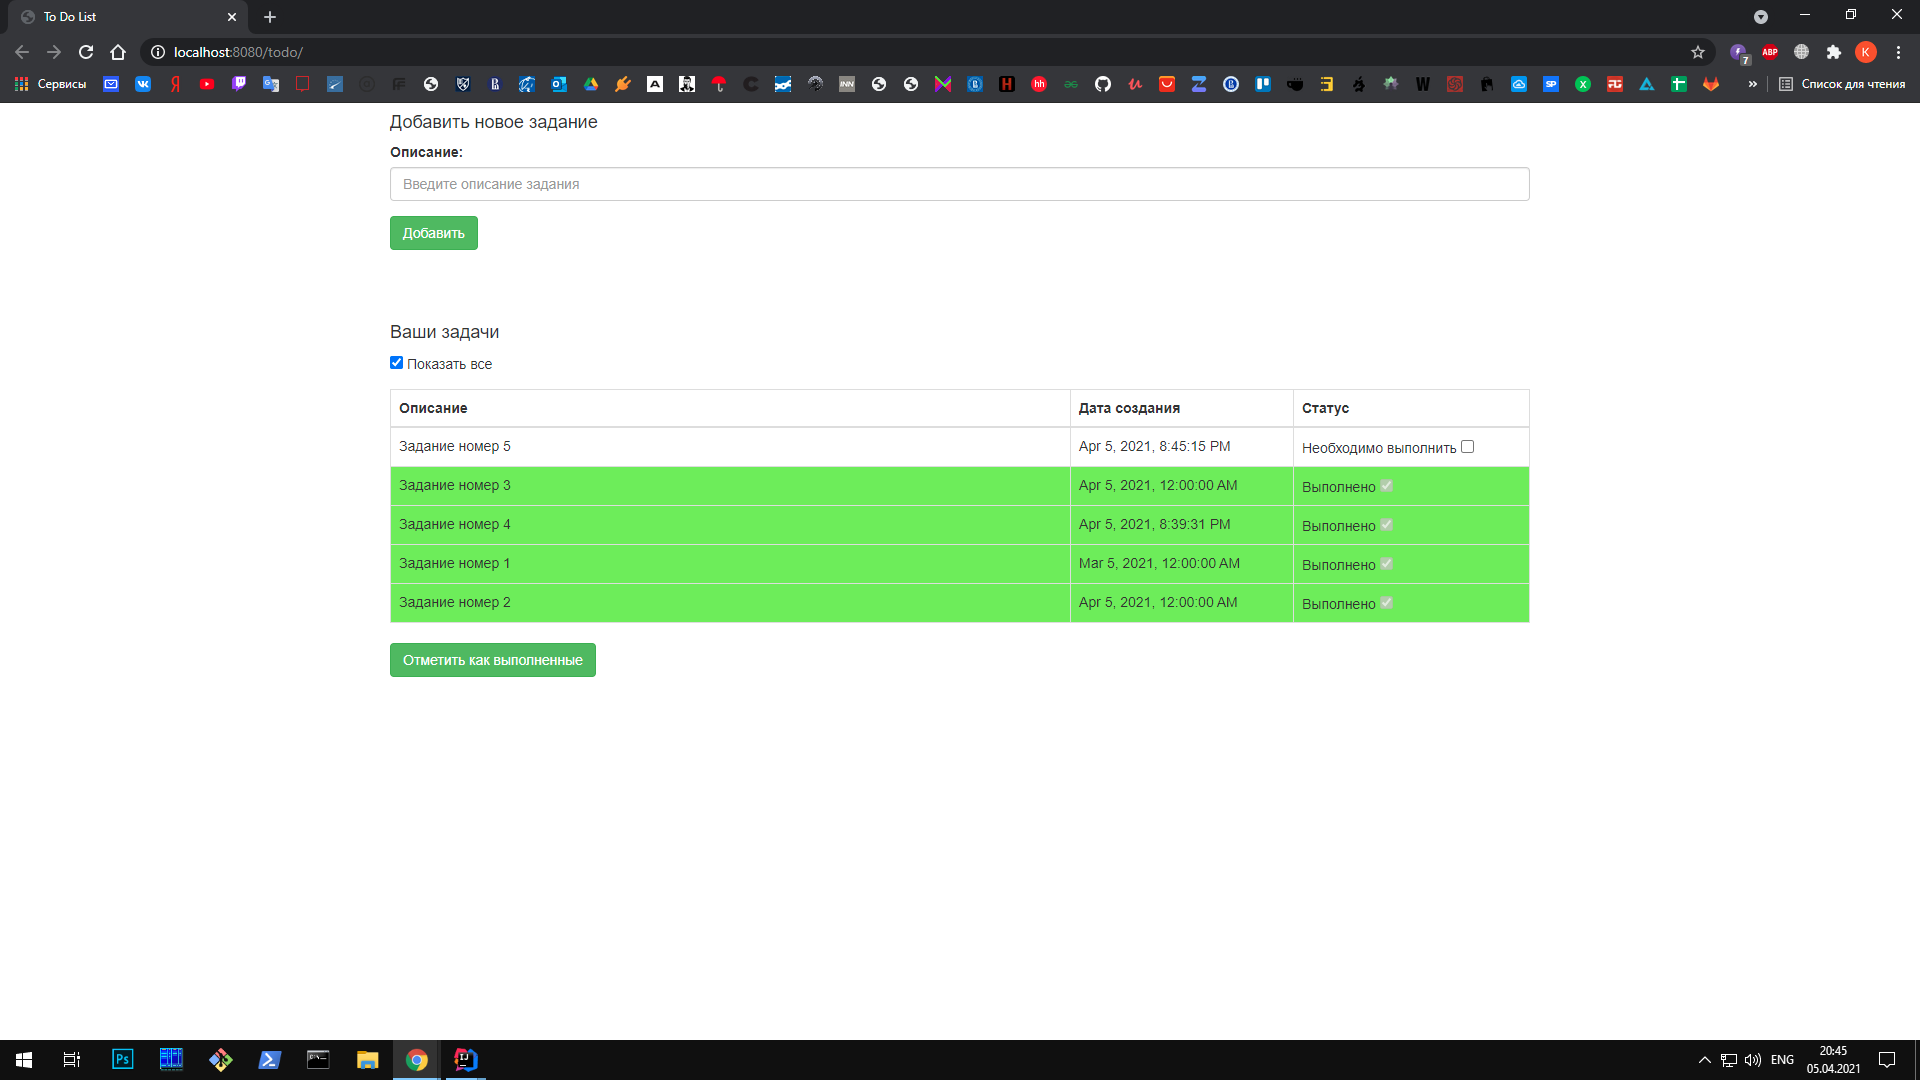 To Do List
localhost:8080/todo/
ABP
7
K
Сервисы
Список для чтения
Добавить новое задание
Описание:
Введите описание задания
Добавить
Ваши задачи
Показать все
Описание Дата создания Статус
Задание номер 5 Apr 5, 2021, 8:45:15 PM Необходимо выполнить
Задание номер 3 Apr 5, 2021, 12:00:00 AM Выполнено
Задание номер 4 Apr 5, 2021, 8:39:31 PM Выполнено
Задание номер 1 Mar 5, 2021, 12:00:00 AM Выполнено
Задание номер 2 Apr 5, 2021, 12:00:00 AM Выполнено
Отметить как выполненные
Ps
ENG
20:45
05.04.2021